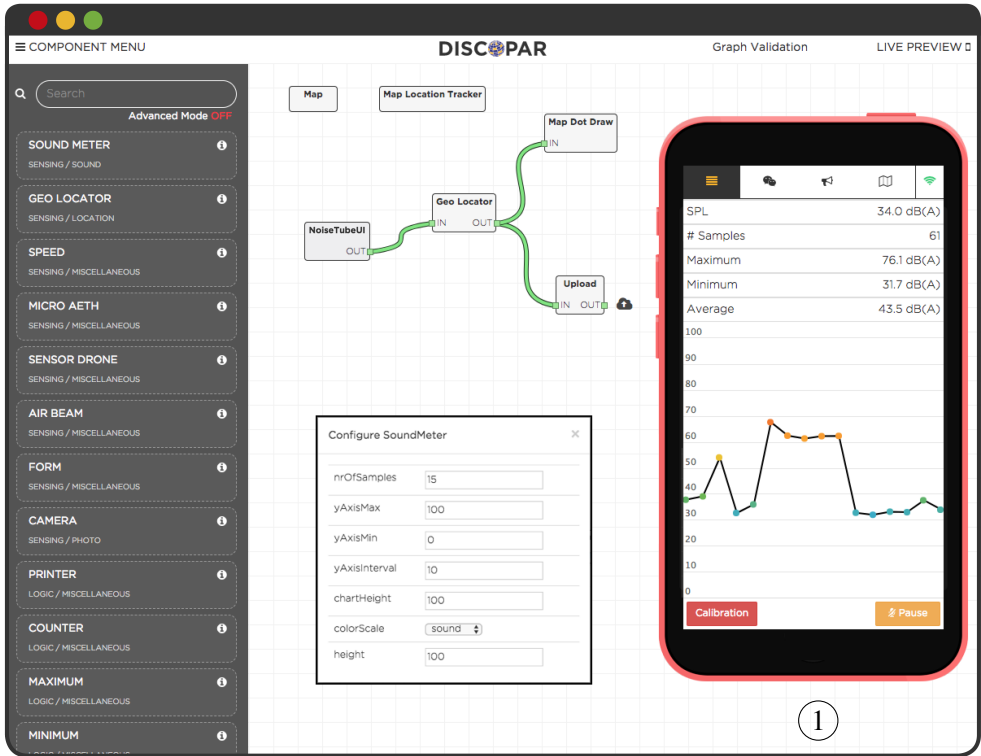 COMPONENT MENU
DISCOPAR
Graph Validation
LIVE PREVIEW
Search
Advanced Mode OFF
SOUND METER
SENSING / SOUND
GEO LOCATOR
SENSING / LOCATION
SPEED
SENSING / MISCELLANEOUS
MICRO AETH
SENSING / MISCELLANEOUS
SENSOR DRONE
SENSING / MISCELLANEOUS
AIR BEAM
SENSING / MISCELLANEOUS
FORM
SENSING / MISCELLANEOUS
CAMERA
SENSING / PHOTO
PRINTER
LOGIC / MISCELLANEOUS
COUNTER
LOGIC / MISCELLANEOUS
MAXIMUM
LOGIC / MISCELLANEOUS
MINIMUM
LOGIC / MISCELLANEOUS
Map
Map Location Tracker
Map Dot Draw
IN
Geo Locator
IN OUT
NoiseTubeUI
OUT
Upload
IN OUT
Configure SoundMeter ×
nrOfSamples 15
yAxisMax 100
yAxisMin 0
yAxisInterval 10
chartHeight 100
colorScale sound
height 100
SPL 34.0 dB(A)
# Samples 61
Maximum 76.1 dB(A)
Minimum 31.7 dB(A)
Average 43.5 dB(A)
100
90
80
70
60
50
40
30
20
10
0
Calibration
Pause
1